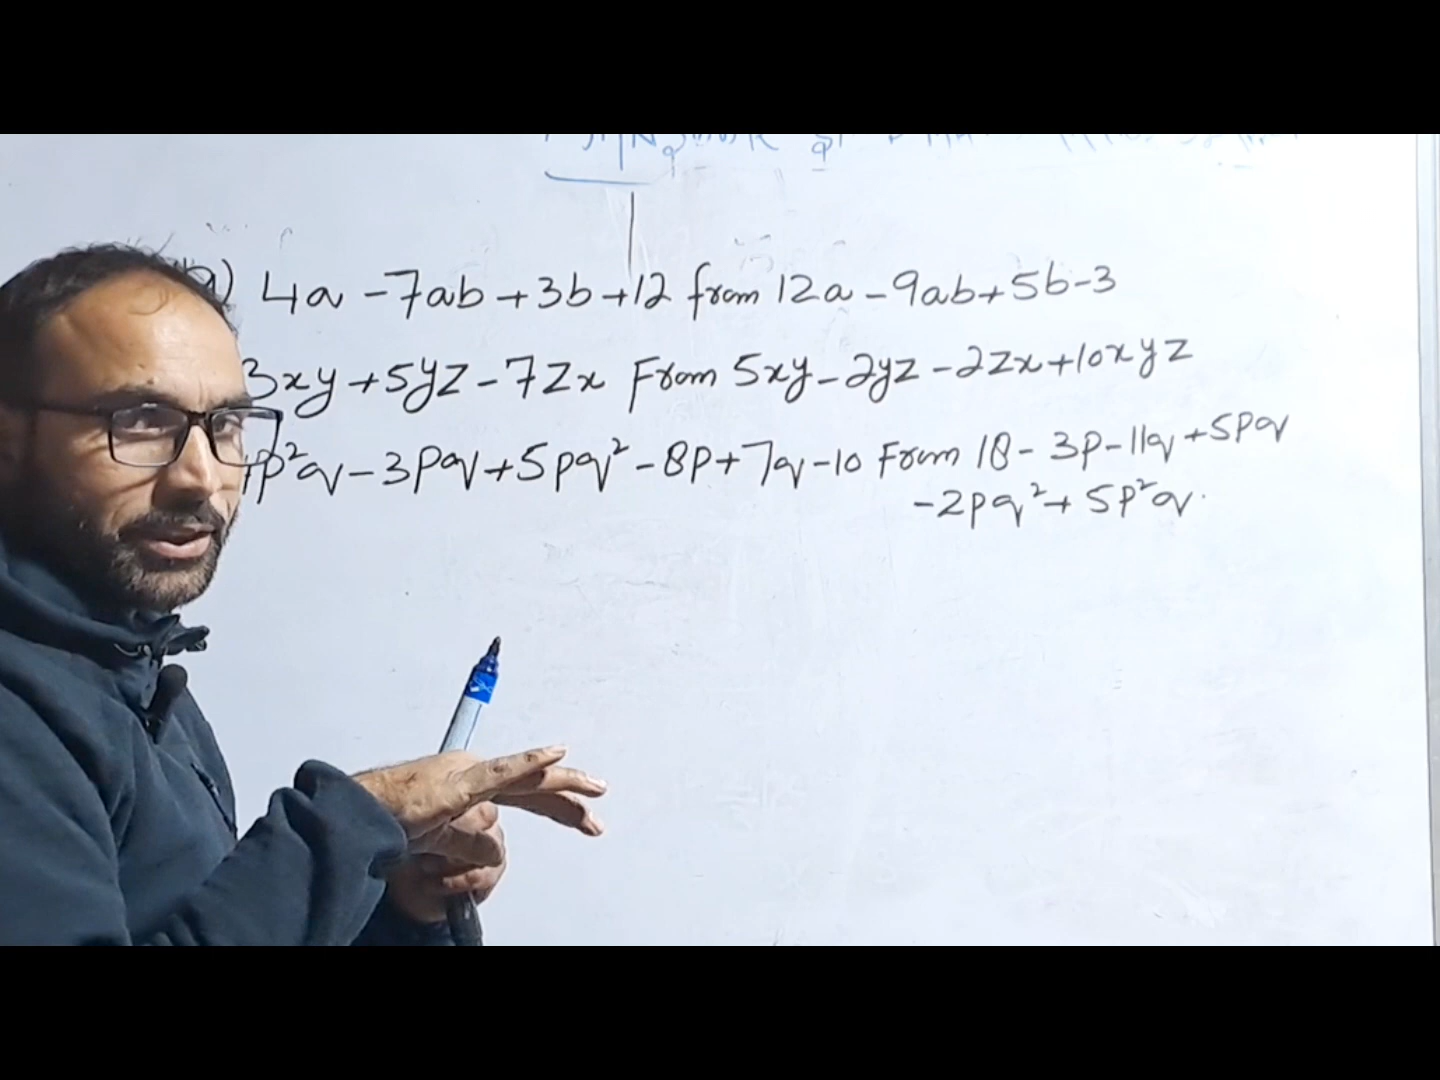 a) 4a - 7ab + 3b + 12 from 12a - 9ab + 5b - 3
3xy + 5yz - 7zx From 5xy - 2yz - 2zx + 10xyz
p²q - 3pq + 5pq² - 8p + 7q - 10 From 18 - 3p - 11q + 5pq
- 2pq² + 5p²q.